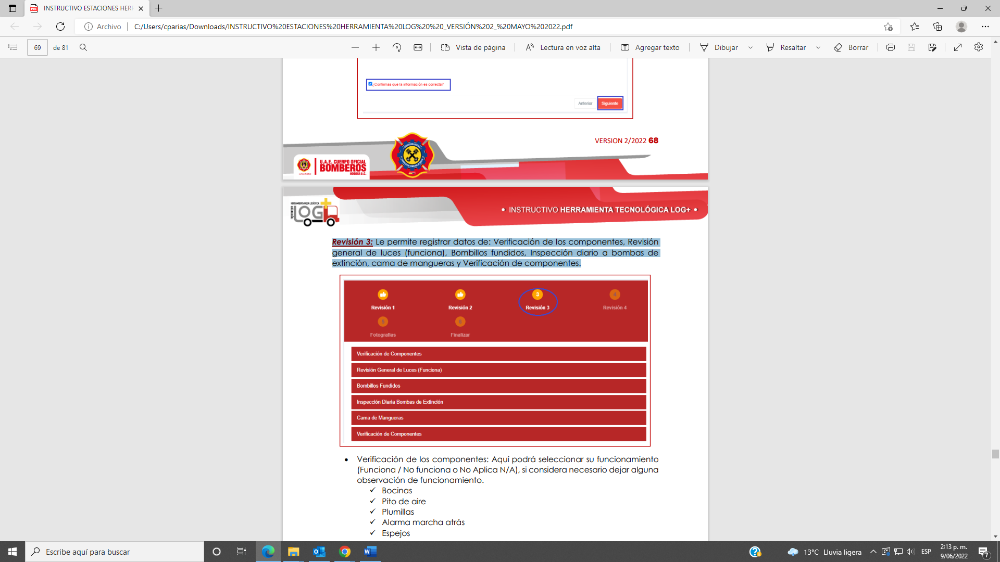 INSTRUCTIVO ESTACIONES HERR
Archivo
C:/Users/cparias/Downloads/INSTRUCTIVO%20ESTACIONES%20HERRAMIENTA%20LOG%20%20_VERSIÓN%202_%20MAYO%202022.pdf
69 de 81
Vista de página
Lectura en voz alta
Agregar texto
Dibujar
Resaltar
Borrar
¿Confirmas que la información es correcta?
Anterior Siguiente
VERSION 2/2022 68
U.A.E. CUERPO OFICIAL
BOMBEROS
BOGOTÁ D.C.
HERRAMIENTA MESA LOGÍSTICA
LOG
• INSTRUCTIVO HERRAMIENTA TECNOLÓGICA LOG+ •
Revisión 3: Le permite registrar datos de: Verificación de los componentes, Revisión
general de luces (funciona), Bombillos fundidos, Inspección diario a bombas de
extinción, cama de mangueras y Verificación de componentes.
3 4
Revisión 1 Revisión 2 Revisión 3 Revisión 4
5 6
Fotografías Finalizar
Verificación de Componentes
Revisión General de Luces (Funciona)
Bombillos Fundidos
Inspección Diaria Bombas de Extinción
Cama de Mangueras
Verificación de Componentes
• Verificación de los componentes: Aquí podrá seleccionar su funcionamiento
(Funciona / No funciona o No Aplica N/A), si considera necesario dejar alguna
observación de funcionamiento.
✓ Bocinas
✓ Pito de aire
✓ Plumillas
✓ Alarma marcha atrás
✓ Espejos
Escribe aquí para buscar
13°C Lluvia ligera
ESP
2:13 p. m.
9/06/2022
7